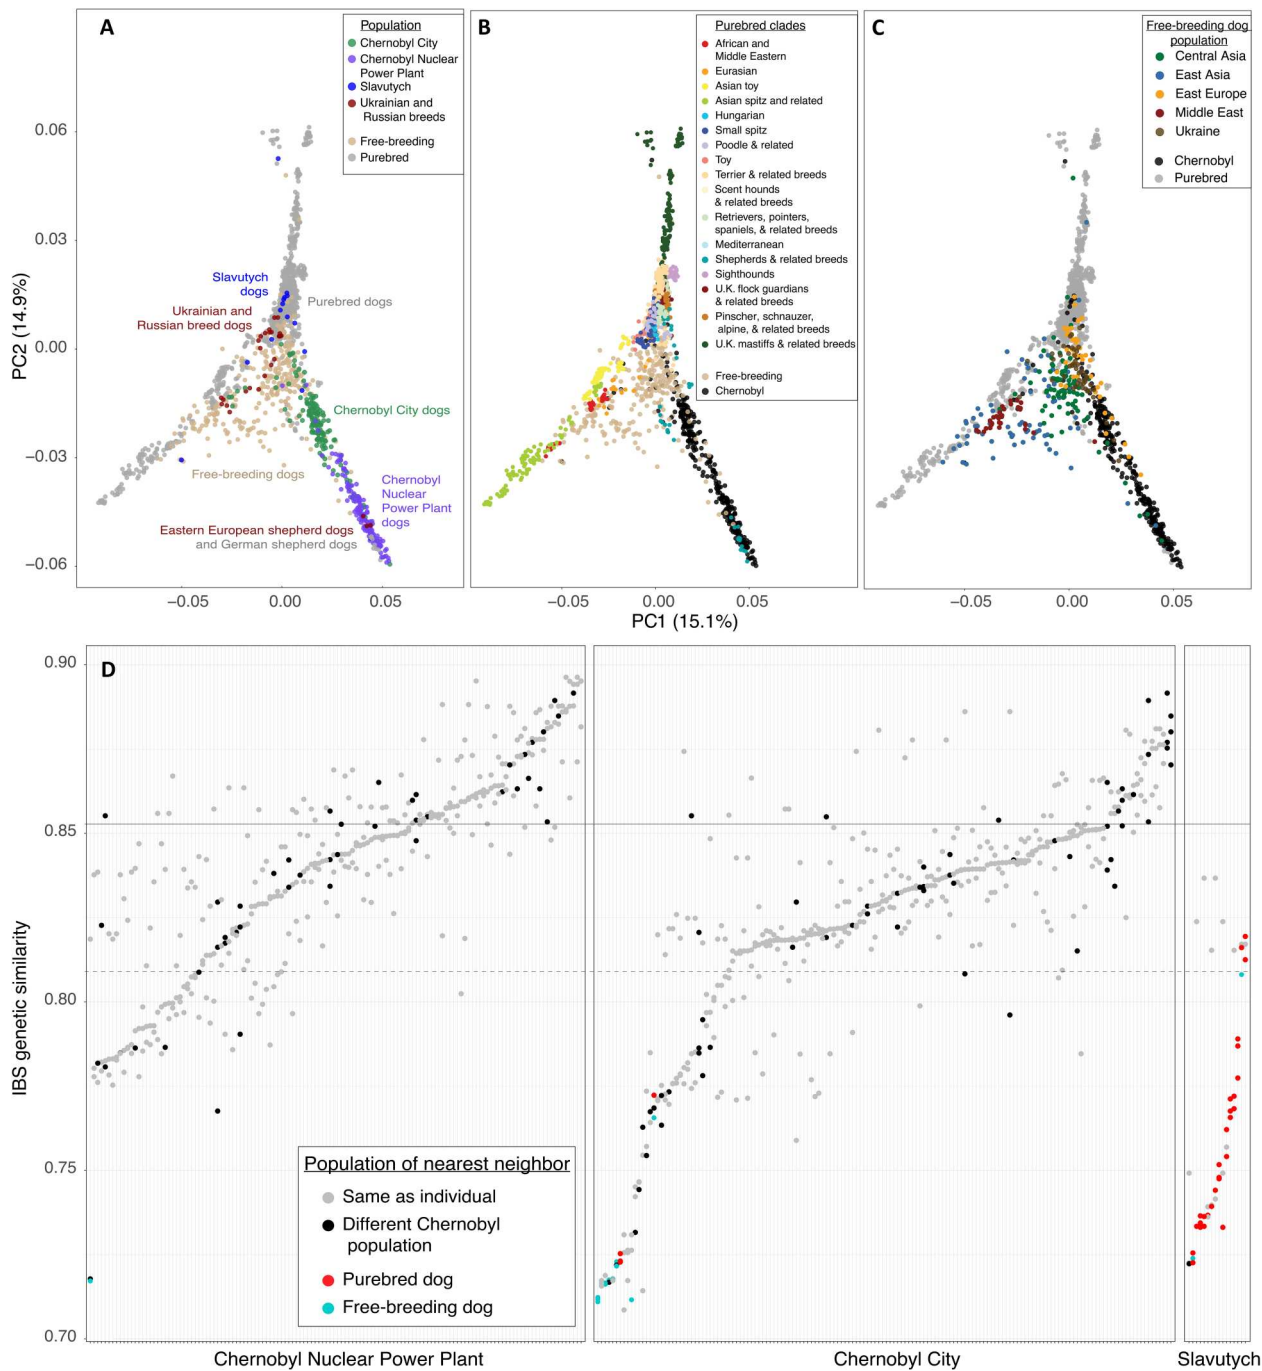 A
Population
Chernobyl City
Chernobyl Nuclear
Power Plant
Slavutych
Ukrainian and
Russian breeds
Free-breeding
Purebred
0.06
0.03
0.00
−0.03
−0.06
PC2 (14.9%)
Slavutych
dogs
Purebred dogs
Ukrainian and
Russian breed dogs
Chernobyl City dogs
Free-breeding dogs
Chernobyl
Nuclear
Power Plant
dogs
Eastern European shepherd dogs
and German shepherd dogs
−0.05
0.00
0.05
B
Purebred clades
African and
Middle Eastern
Eurasian
Asian toy
Asian spitz and related
Hungarian
Small spitz
Poodle & related
Toy
Terrier & related breeds
Scent hounds
& related breeds
Retrievers, pointers,
spaniels, & related breeds
Mediterranean
Shepherds & related breeds
Sighthounds
U.K. flock guardians
& related breeds
Pinscher, schnauzer,
alpine, & related breeds
U.K. mastiffs & related breeds
Free-breeding
Chernobyl
−0.05
0.00
0.05
PC1 (15.1%)
C
Free-breeding dog
population
Central Asia
East Asia
East Europe
Middle East
Ukraine
Chernobyl
Purebred
−0.05
0.00
0.05
D
0.90
0.85
0.80
0.75
0.70
IBS genetic similarity
Population of nearest neighbor
Same as individual
Different Chernobyl
population
Purebred dog
Free-breeding dog
Chernobyl Nuclear Power Plant
Chernobyl City
Slavutych